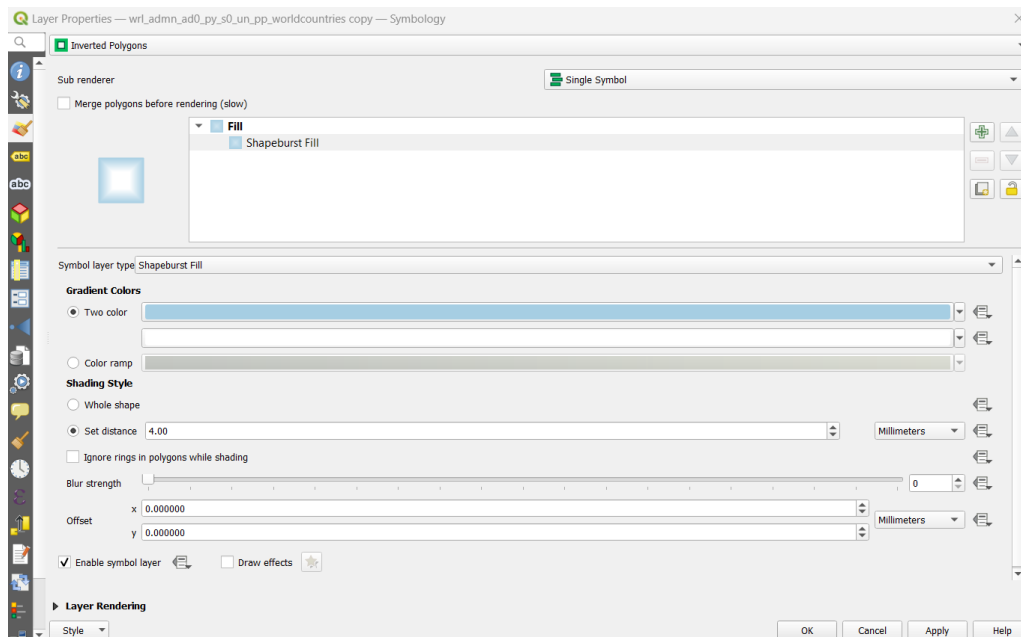 Layer Properties — wrl_admn_ad0_py_s0_un_pp_worldcountries copy — Symbology
Inverted Polygons
Sub renderer
Single Symbol
Merge polygons before rendering (slow)
Fill
Shapeburst Fill
abc
abc
Symbol layer type Shapeburst Fill
Gradient Colors
Two color
Color ramp
Shading Style
Whole shape
Set distance 4.00 Millimeters
Ignore rings in polygons while shading
Blur strength 0
x 0.000000
Offset Millimeters
y 0.000000
Enable symbol layer Draw effects
Layer Rendering
Style OK Cancel Apply Help